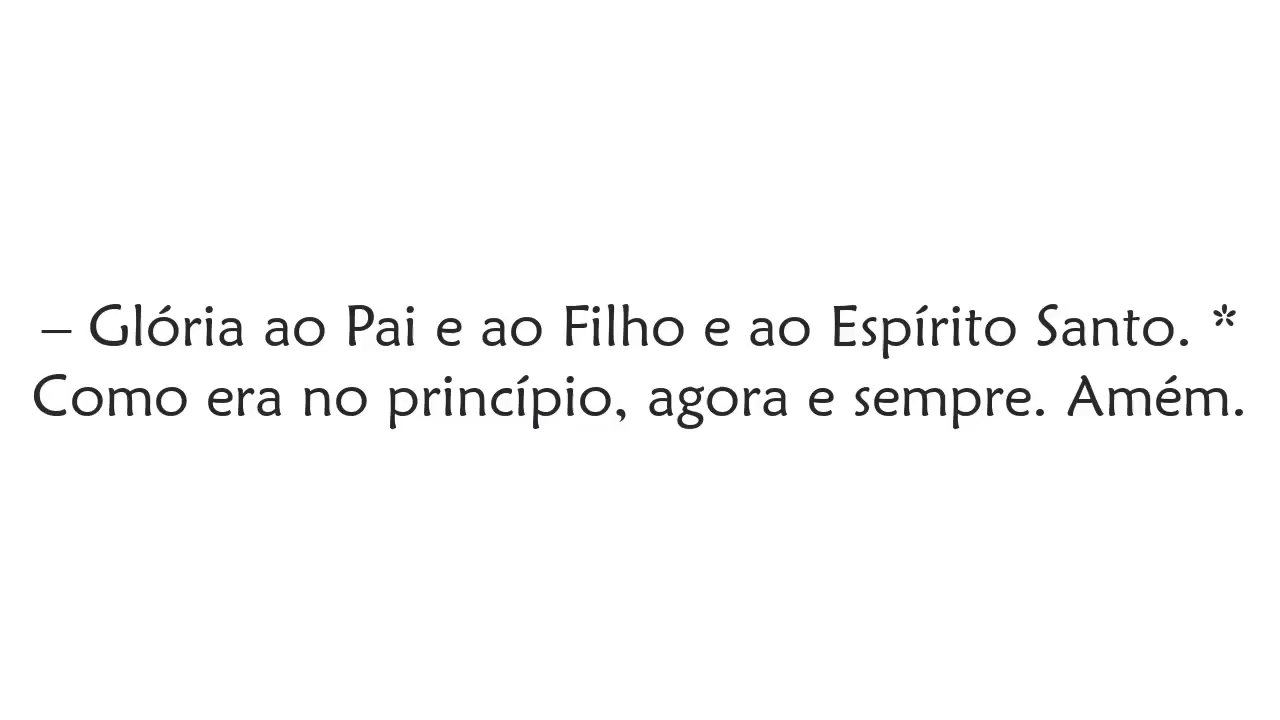 – Glória ao Pai e ao Filho e ao Espírito Santo. *
Como era no princípio, agora e sempre. Amém.